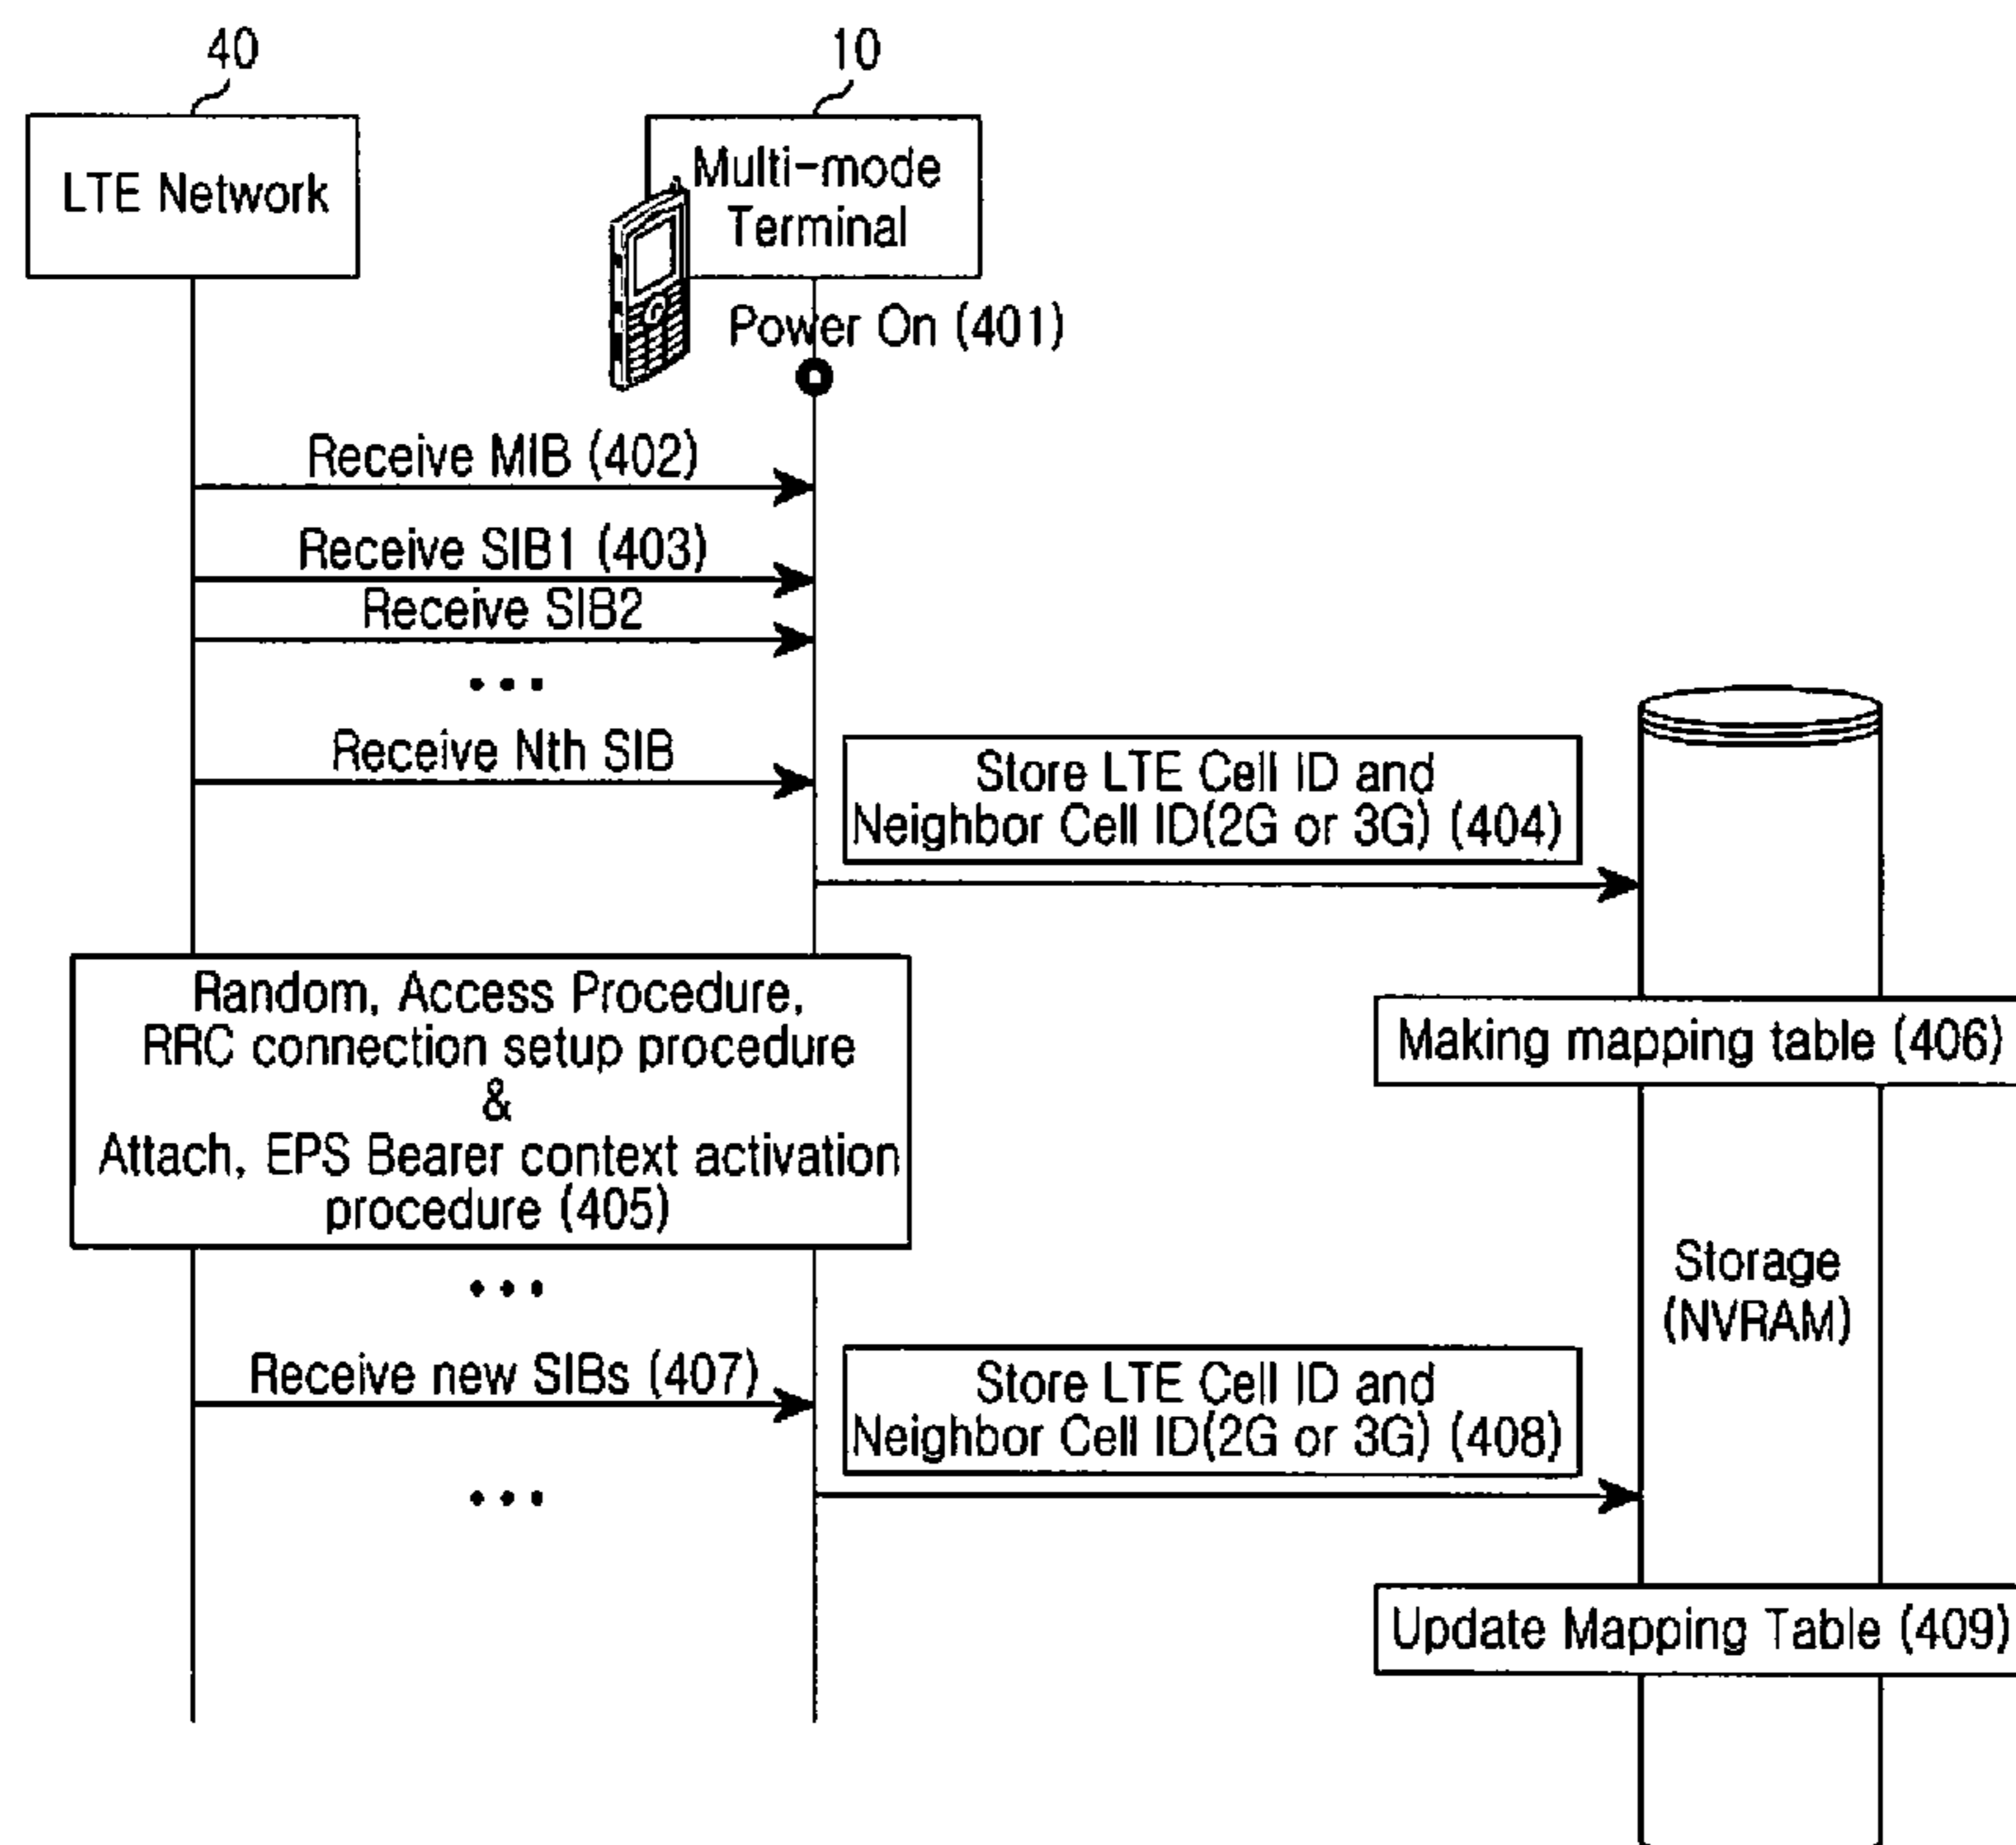 40
10
LTE Network
Multi-mode
Terminal
Power On (401)
Receive MIB (402)
Receive SIB1 (403)
Receive SIB2
•••
Receive Nth SIB
Store LTE Cell ID and
Neighbor Cell ID(2G or 3G) (404)
Random, Access Procedure,
RRC connection setup procedure
&
Attach, EPS Bearer context activation
procedure (405)
Making mapping table (406)
Storage
(NVRAM)
•••
Receive new SIBs (407)
Store LTE Cell ID and
Neighbor Cell ID(2G or 3G) (408)
•••
Update Mapping Table (409)